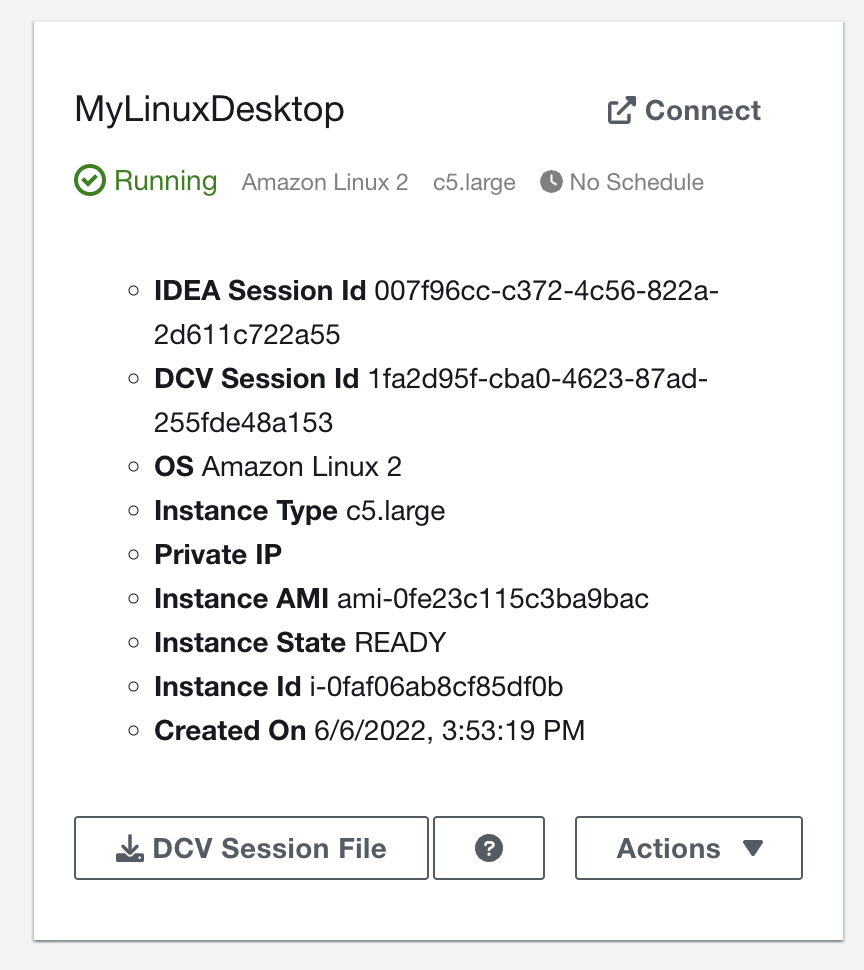 MyLinuxDesktop
Connect
Running Amazon Linux 2 c5.large No Schedule
IDEA Session Id 007f96cc-c372-4c56-822a-
2d611c722a55
DCV Session Id 1fa2d95f-cba0-4623-87ad-
255fde48a153
OS Amazon Linux 2
Instance Type c5.large
Private IP
Instance AMI ami-0fe23c115c3ba9bac
Instance State READY
Instance Id i-0faf06ab8cf85df0b
Created On 6/6/2022, 3:53:19 PM
DCV Session File
?
Actions